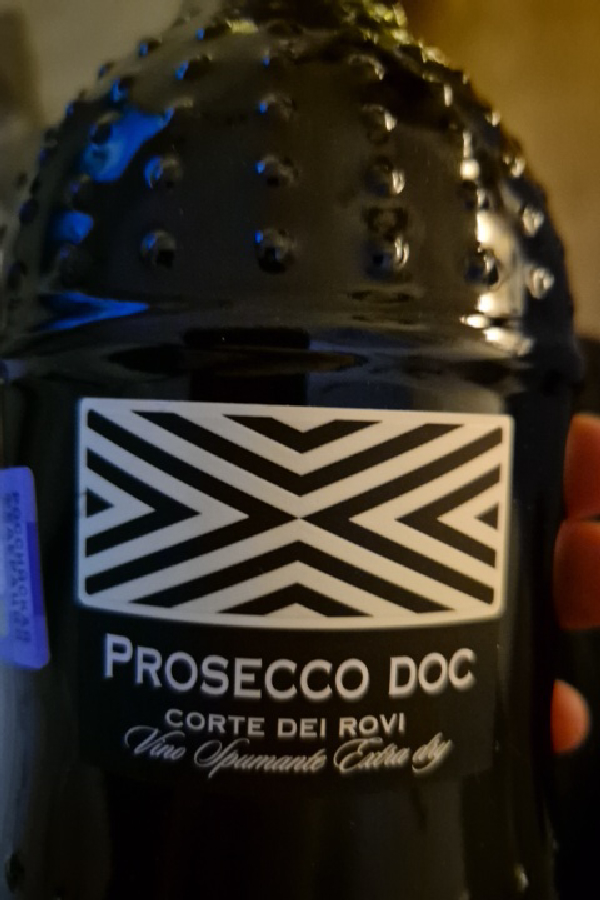 PROSECCO DOC
CORTE DEI ROVI
Vino Spumante Extra dry